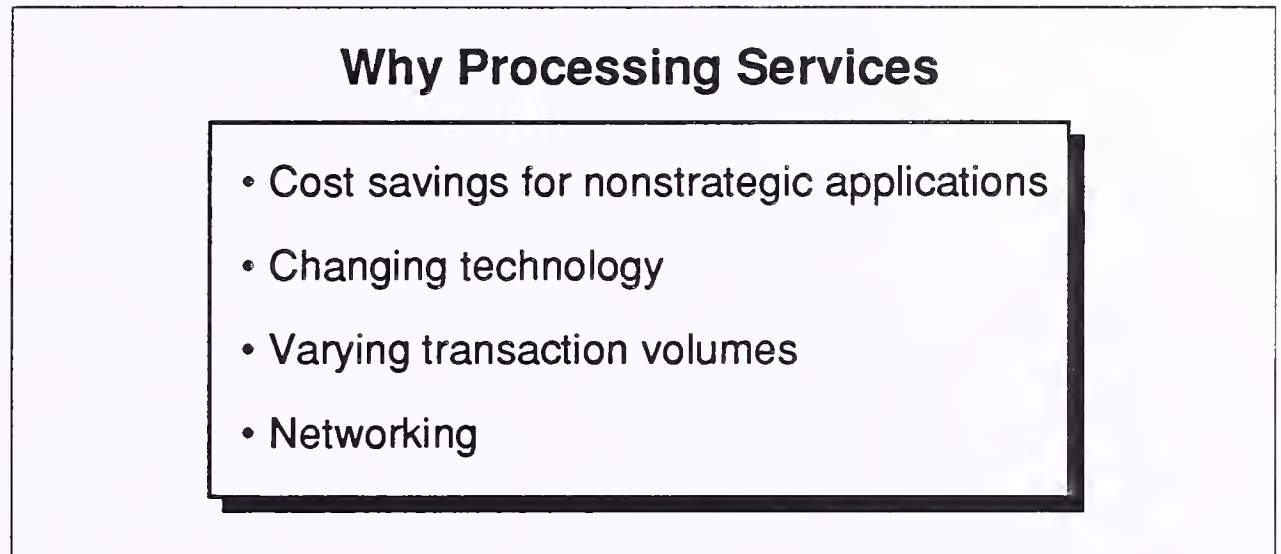 Why Processing Services
• Cost savings for nonstrategic applications
• Changing technology
• Varying transaction volumes
• Networking